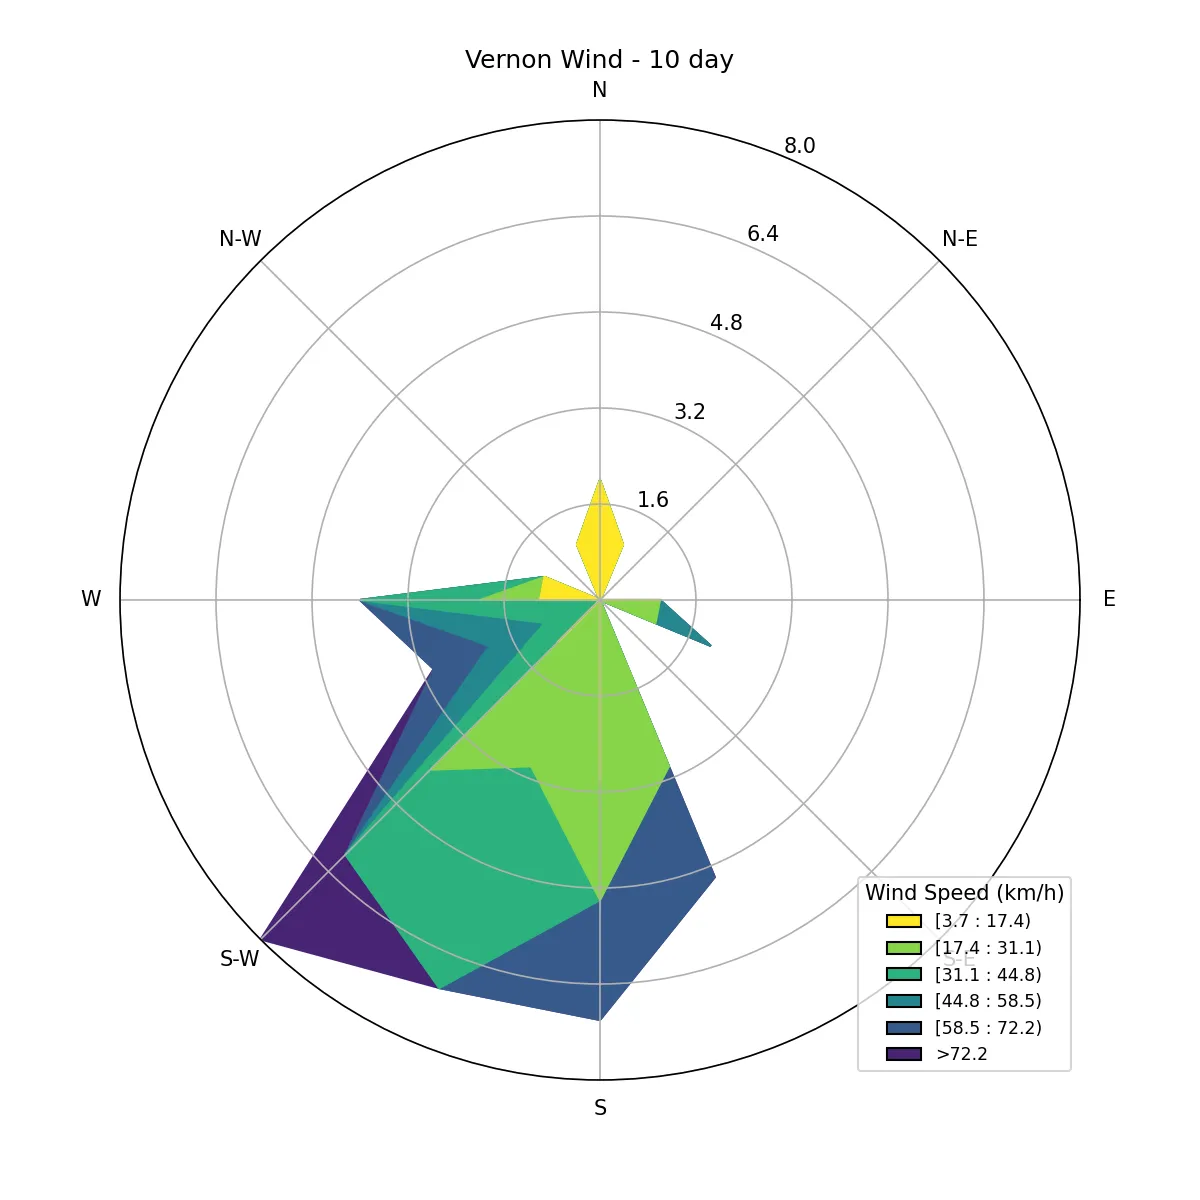 Vernon Wind - 10 day
N
8.0
N-W
6.4
N-E
4.8
3.2
1.6
W
E
S-W
S-E
Wind Speed (km/h)
[3.7 : 17.4)
[17.4 : 31.1)
[31.1 : 44.8)
[44.8 : 58.5)
[58.5 : 72.2)
>72.2
S